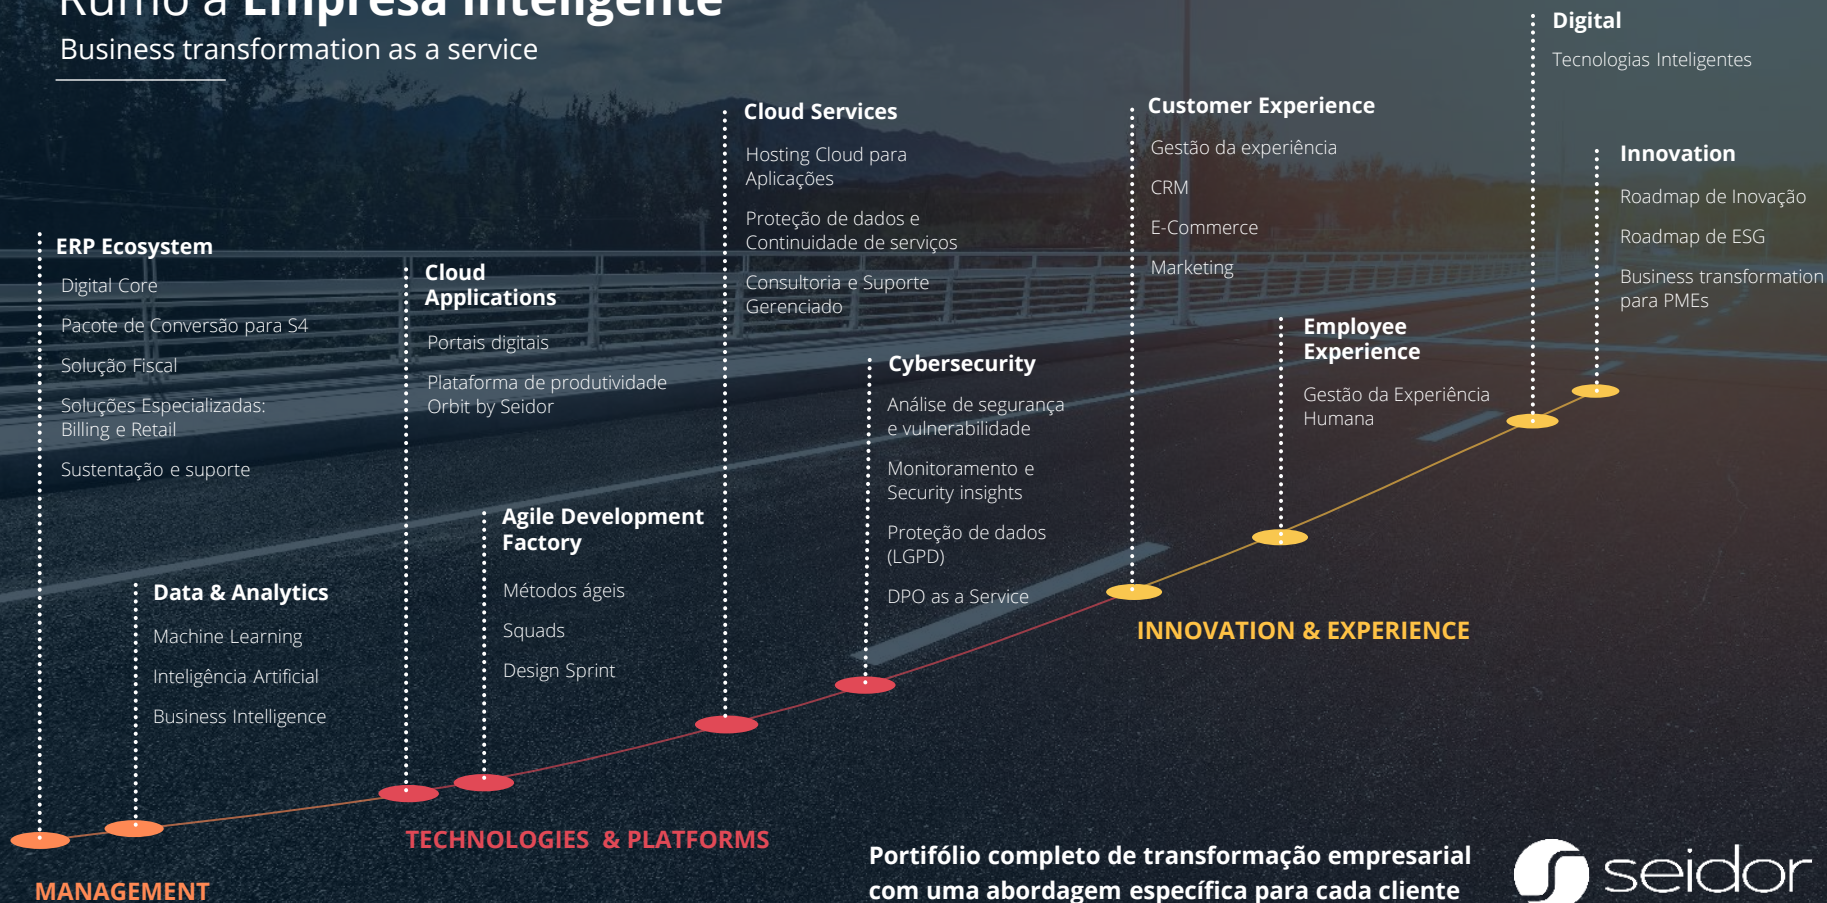 Rumo à Empresa Inteligente
Business transformation as a service
ERP Ecosystem
Digital Core
Pacote de Conversão para S4
Solução Fiscal
Soluções Especializadas:
Billing e Retail
Sustentação e suporte
Data & Analytics
Machine Learning
Inteligência Artificial
Business Intelligence
MANAGEMENT
Cloud
Applications
Portais digitais
Plataforma de produtividade
Orbit by Seidor
Agile Development
Factory
Métodos ágeis
Squads
Design Sprint
Cloud Services
Hosting Cloud para
Aplicações
Proteção de dados e
Continuidade de serviços
Consultoria e Suporte
Gerenciado
Cybersecurity
Análise de segurança
e vulnerabilidade
Monitoramento e
Security insights
Proteção de dados
(LGPD)
DPO as a Service
TECHNOLOGIES & PLATFORMS
Customer Experience
Gestão da experiência
CRM
E-Commerce
Marketing
Employee
Experience
Gestão da Experiência
Humana
Digital
Tecnologias Inteligentes
Innovation
Roadmap de Inovação
Roadmap de ESG
Business transformation
para PMEs
INNOVATION & EXPERIENCE
Portifólio completo de transformação empresarial
com uma abordagem específica para cada cliente
seidor